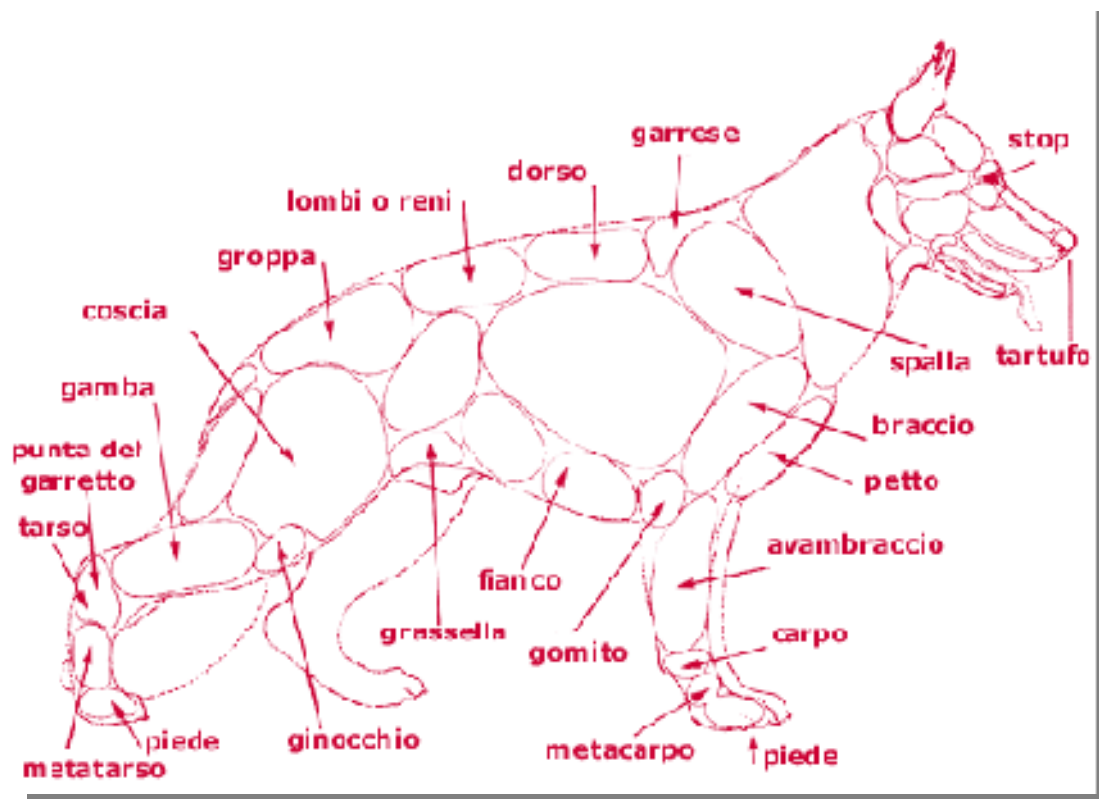 garrese
stop
dorso
lombi o reni
groppa
coscia
spalla
tartufo
gamba
braccio
punta del
garretto
petto
tarso
avambraccio
fianco
grassella
gomito
carpo
piede
ginocchio
metacarpo
piede
metatarso